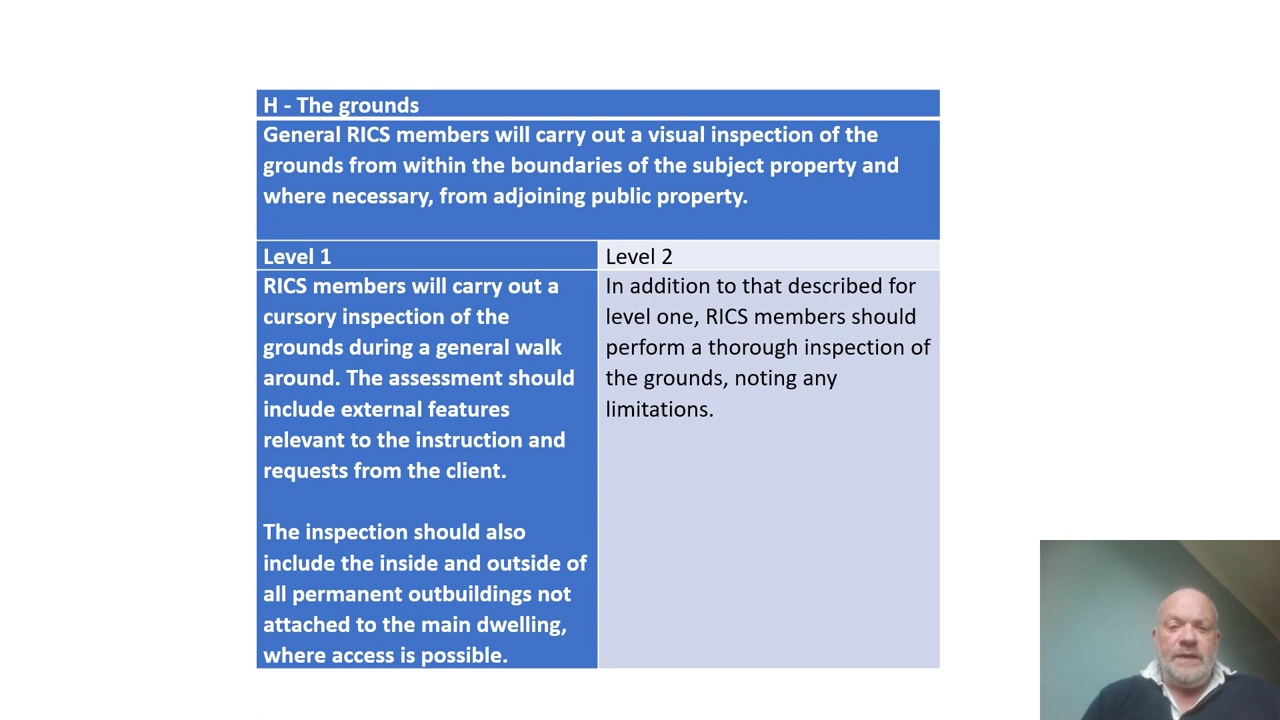 H - The grounds
General RICS members will carry out a visual inspection of the
grounds from within the boundaries of the subject property and
where necessary, from adjoining public property.
Level 1
RICS members will carry out a
cursory inspection of the
grounds during a general walk
around. The assessment should
include external features
relevant to the instruction and
requests from the client.
The inspection should also
include the inside and outside of
all permanent outbuildings not
attached to the main dwelling,
where access is possible.
Level 2
In addition to that described for
level one, RICS members should
perform a thorough inspection of
the grounds, noting any
limitations.